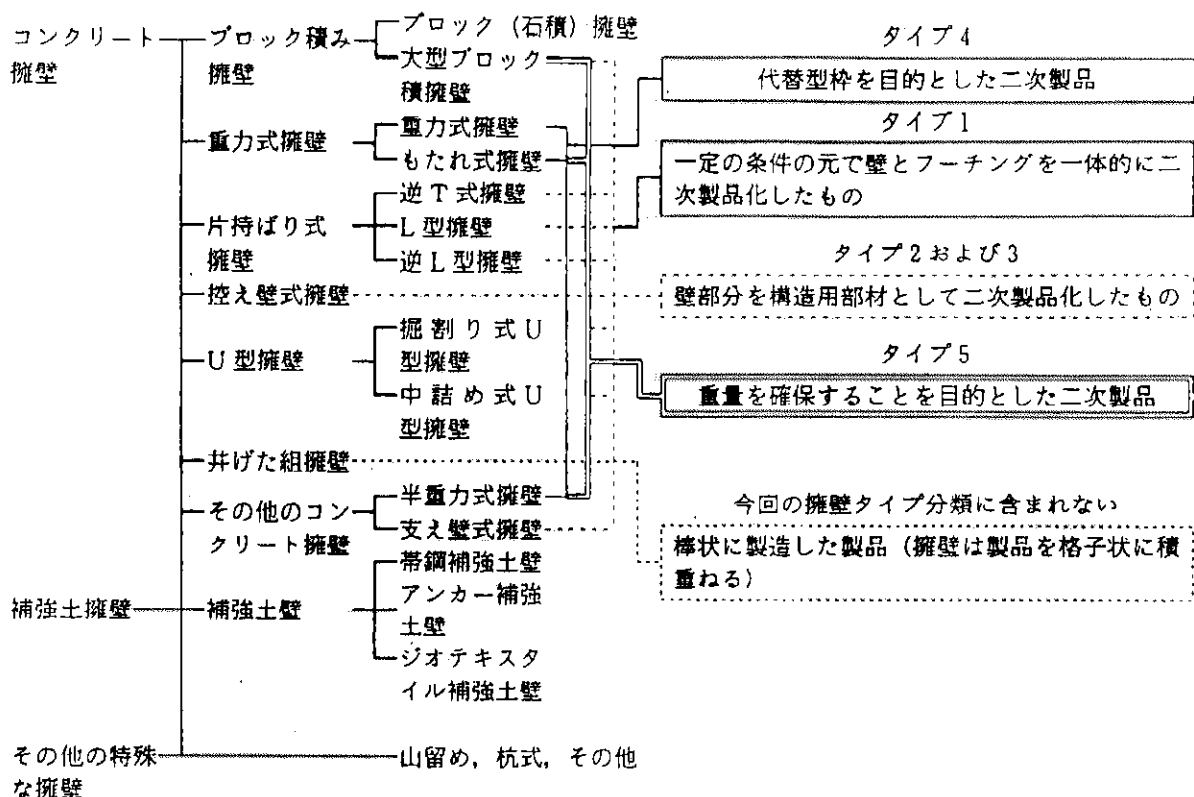 コンクリート擁壁
ブロック積み擁壁
ブロック（石積）擁壁
大型ブロック積擁壁
重力式擁壁
重力式擁壁
もたれ式擁壁
片持ばり式擁壁
逆T式擁壁
L型擁壁
逆L型擁壁
控え壁式擁壁
U型擁壁
掘割り式U型擁壁
中詰め式U型擁壁
井げた組擁壁
その他のコンクリート擁壁
半重力式擁壁
支え壁式擁壁
補強土擁壁
補強土壁
帯鋼補強土壁
アンカー補強土壁
ジオテキスタイル補強土壁
その他の特殊な擁壁
山留め，杭式，その他
タイプ4
代替型枠を目的とした二次製品
タイプ1
一定の条件の元で壁とフーチングを一体的に二
次製品化したもの
タイプ2および3
壁部分を構造用部材として二次製品化したもの
タイプ5
重量を確保することを目的とした二次製品
今回の擁壁タイプ分類に含まれない
棒状に製造した製品（擁壁は製品を格子状に積
重ねる）